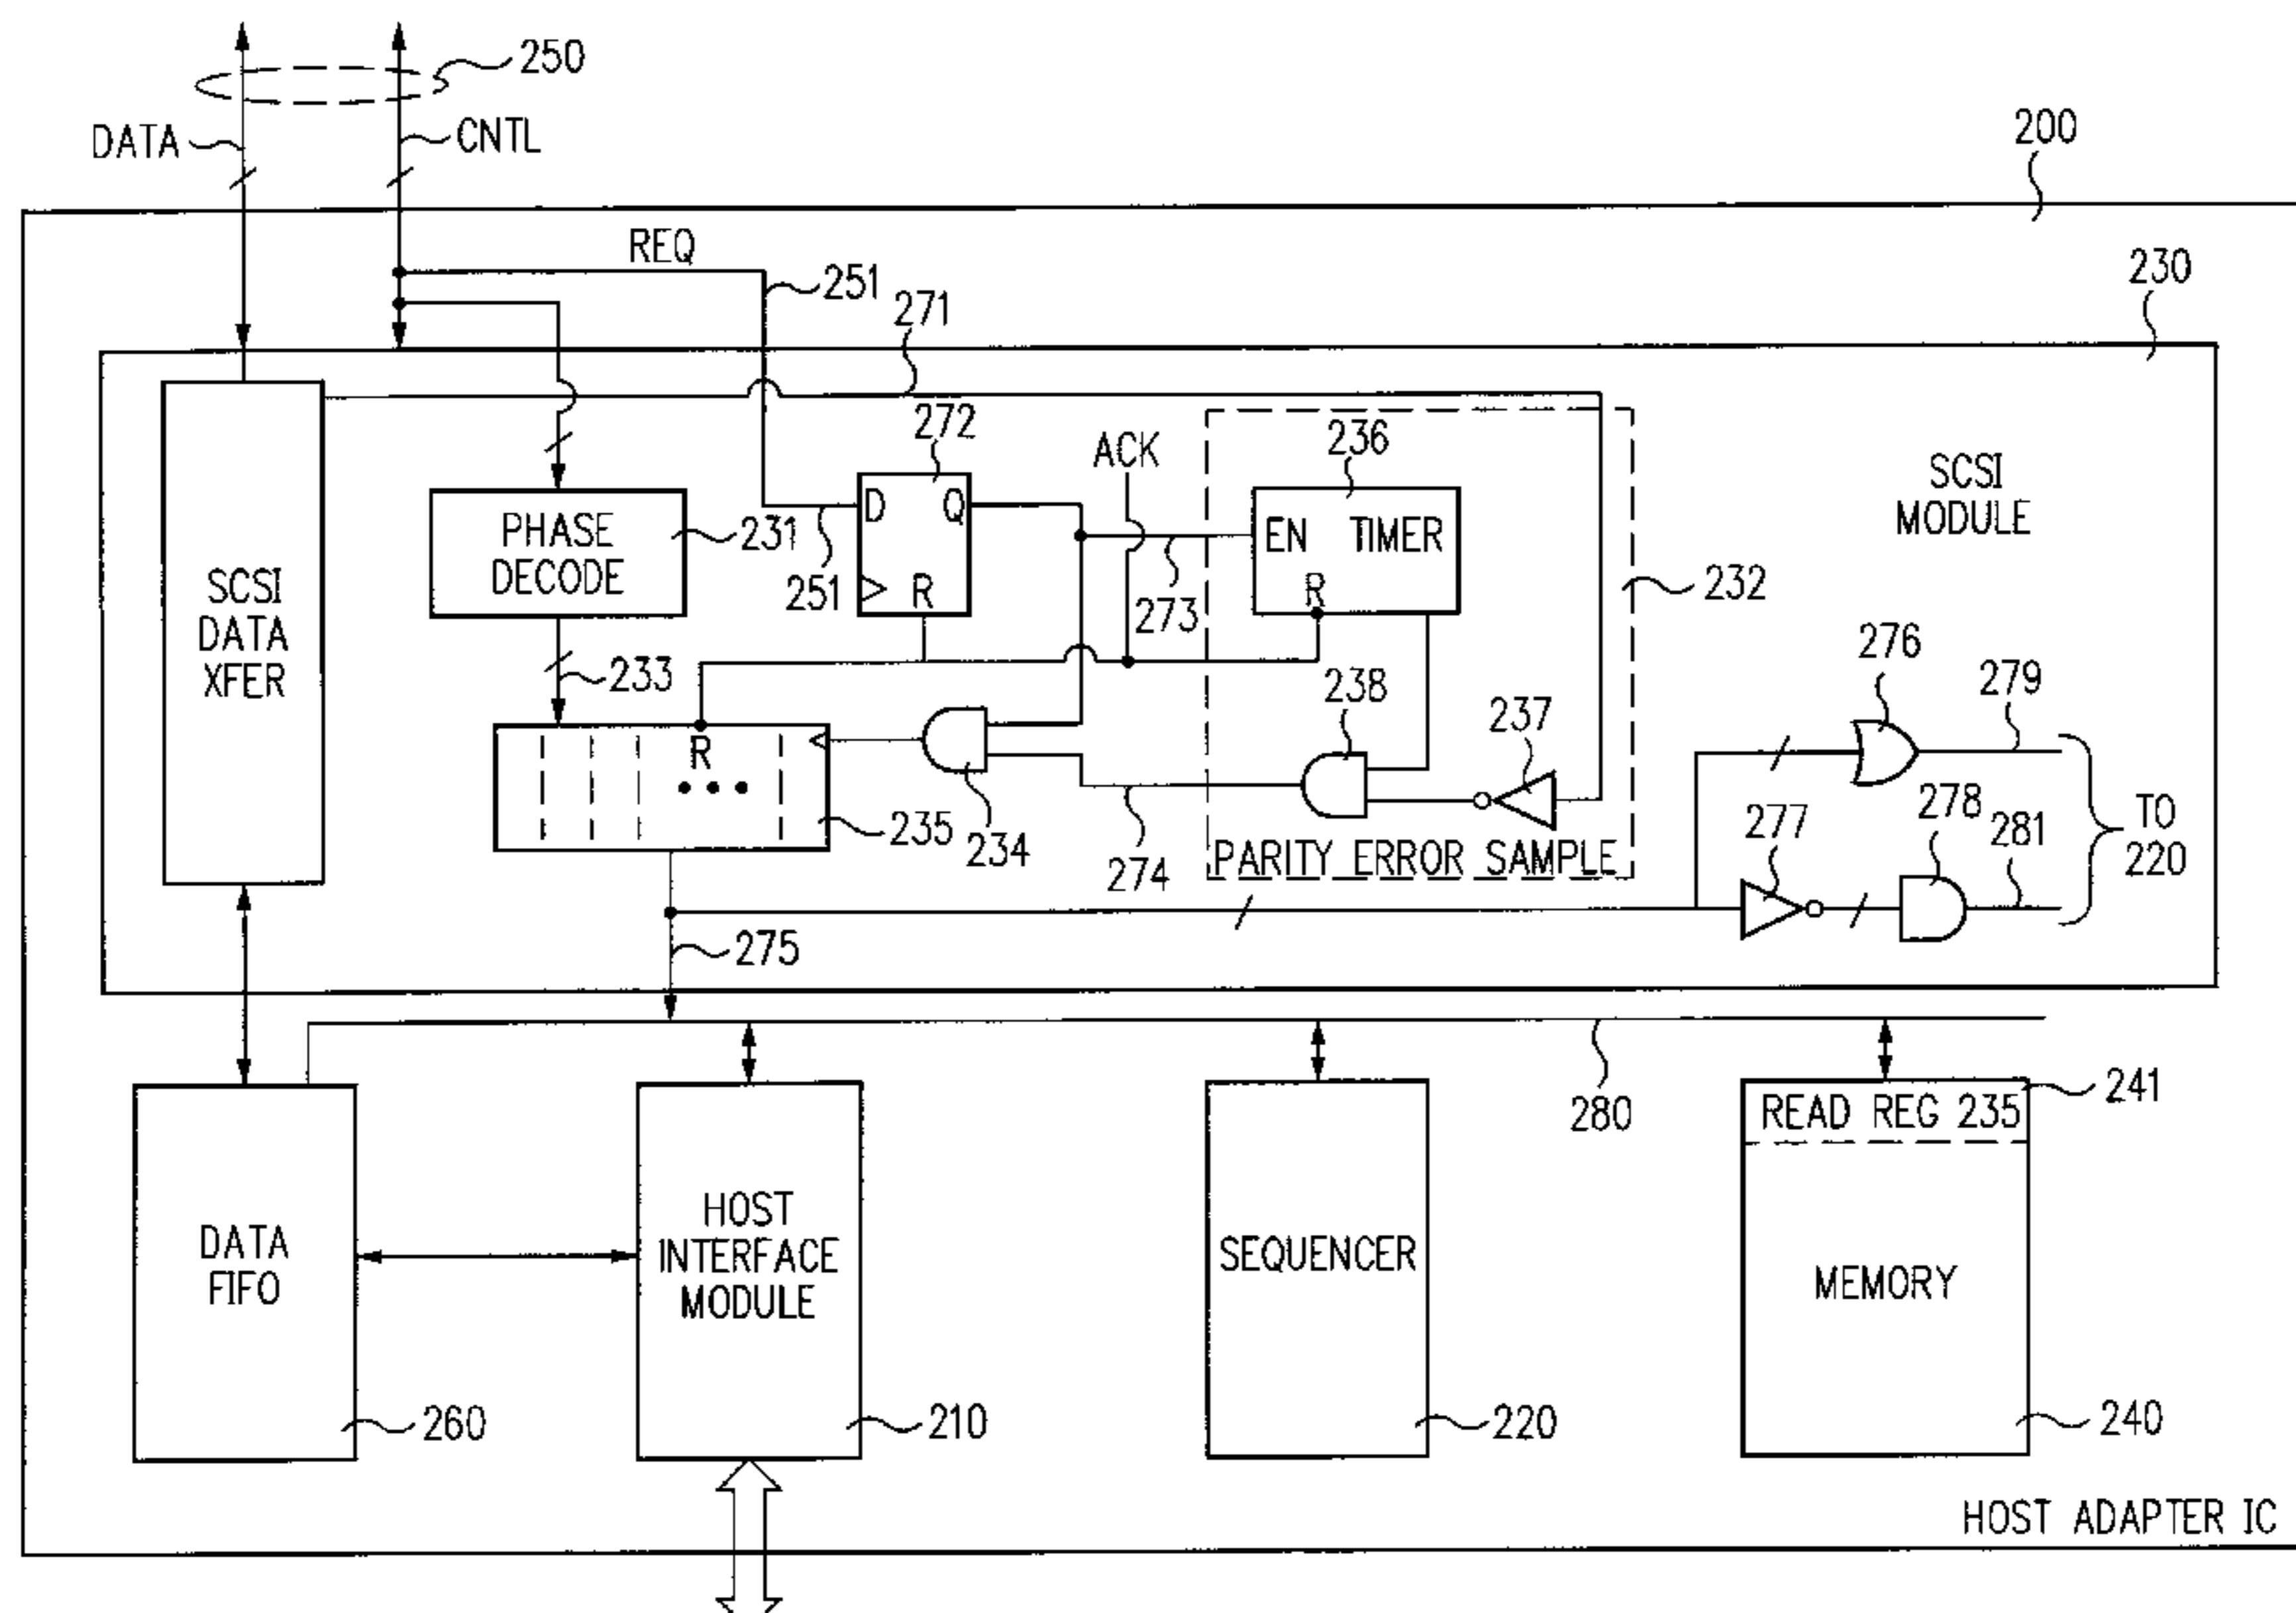 250
DATA
CNTL
200
REQ
251
271
230
272
ACK
236
SCSI
MODULE
D Q
R
251
PHASE
DECODE
231
EN TIMER
R
273
232
SCSI
DATA
XFER
233
276
279
238
237
R
235
234
274
PARITY ERROR SAMPLE
277
278
281
TO
220
275
280
241
READ REG 235
DATA
FIFO
HOST
INTERFACE
MODULE
SEQUENCER
MEMORY
260
210
220
240
HOST ADAPTER IC